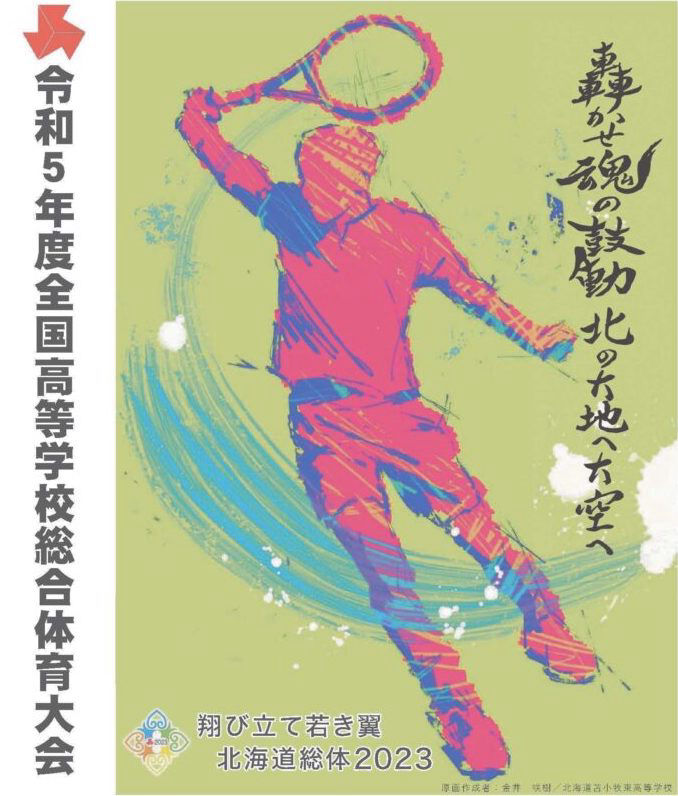 令和5年度全国高等学校総合体育大会
轟かせ魂の鼓動 北の大地へ大空へ
翔び立て若き翼
北海道総体2023
2023
原画作成者：金井 咲樹／北海道苫小牧東高等学校